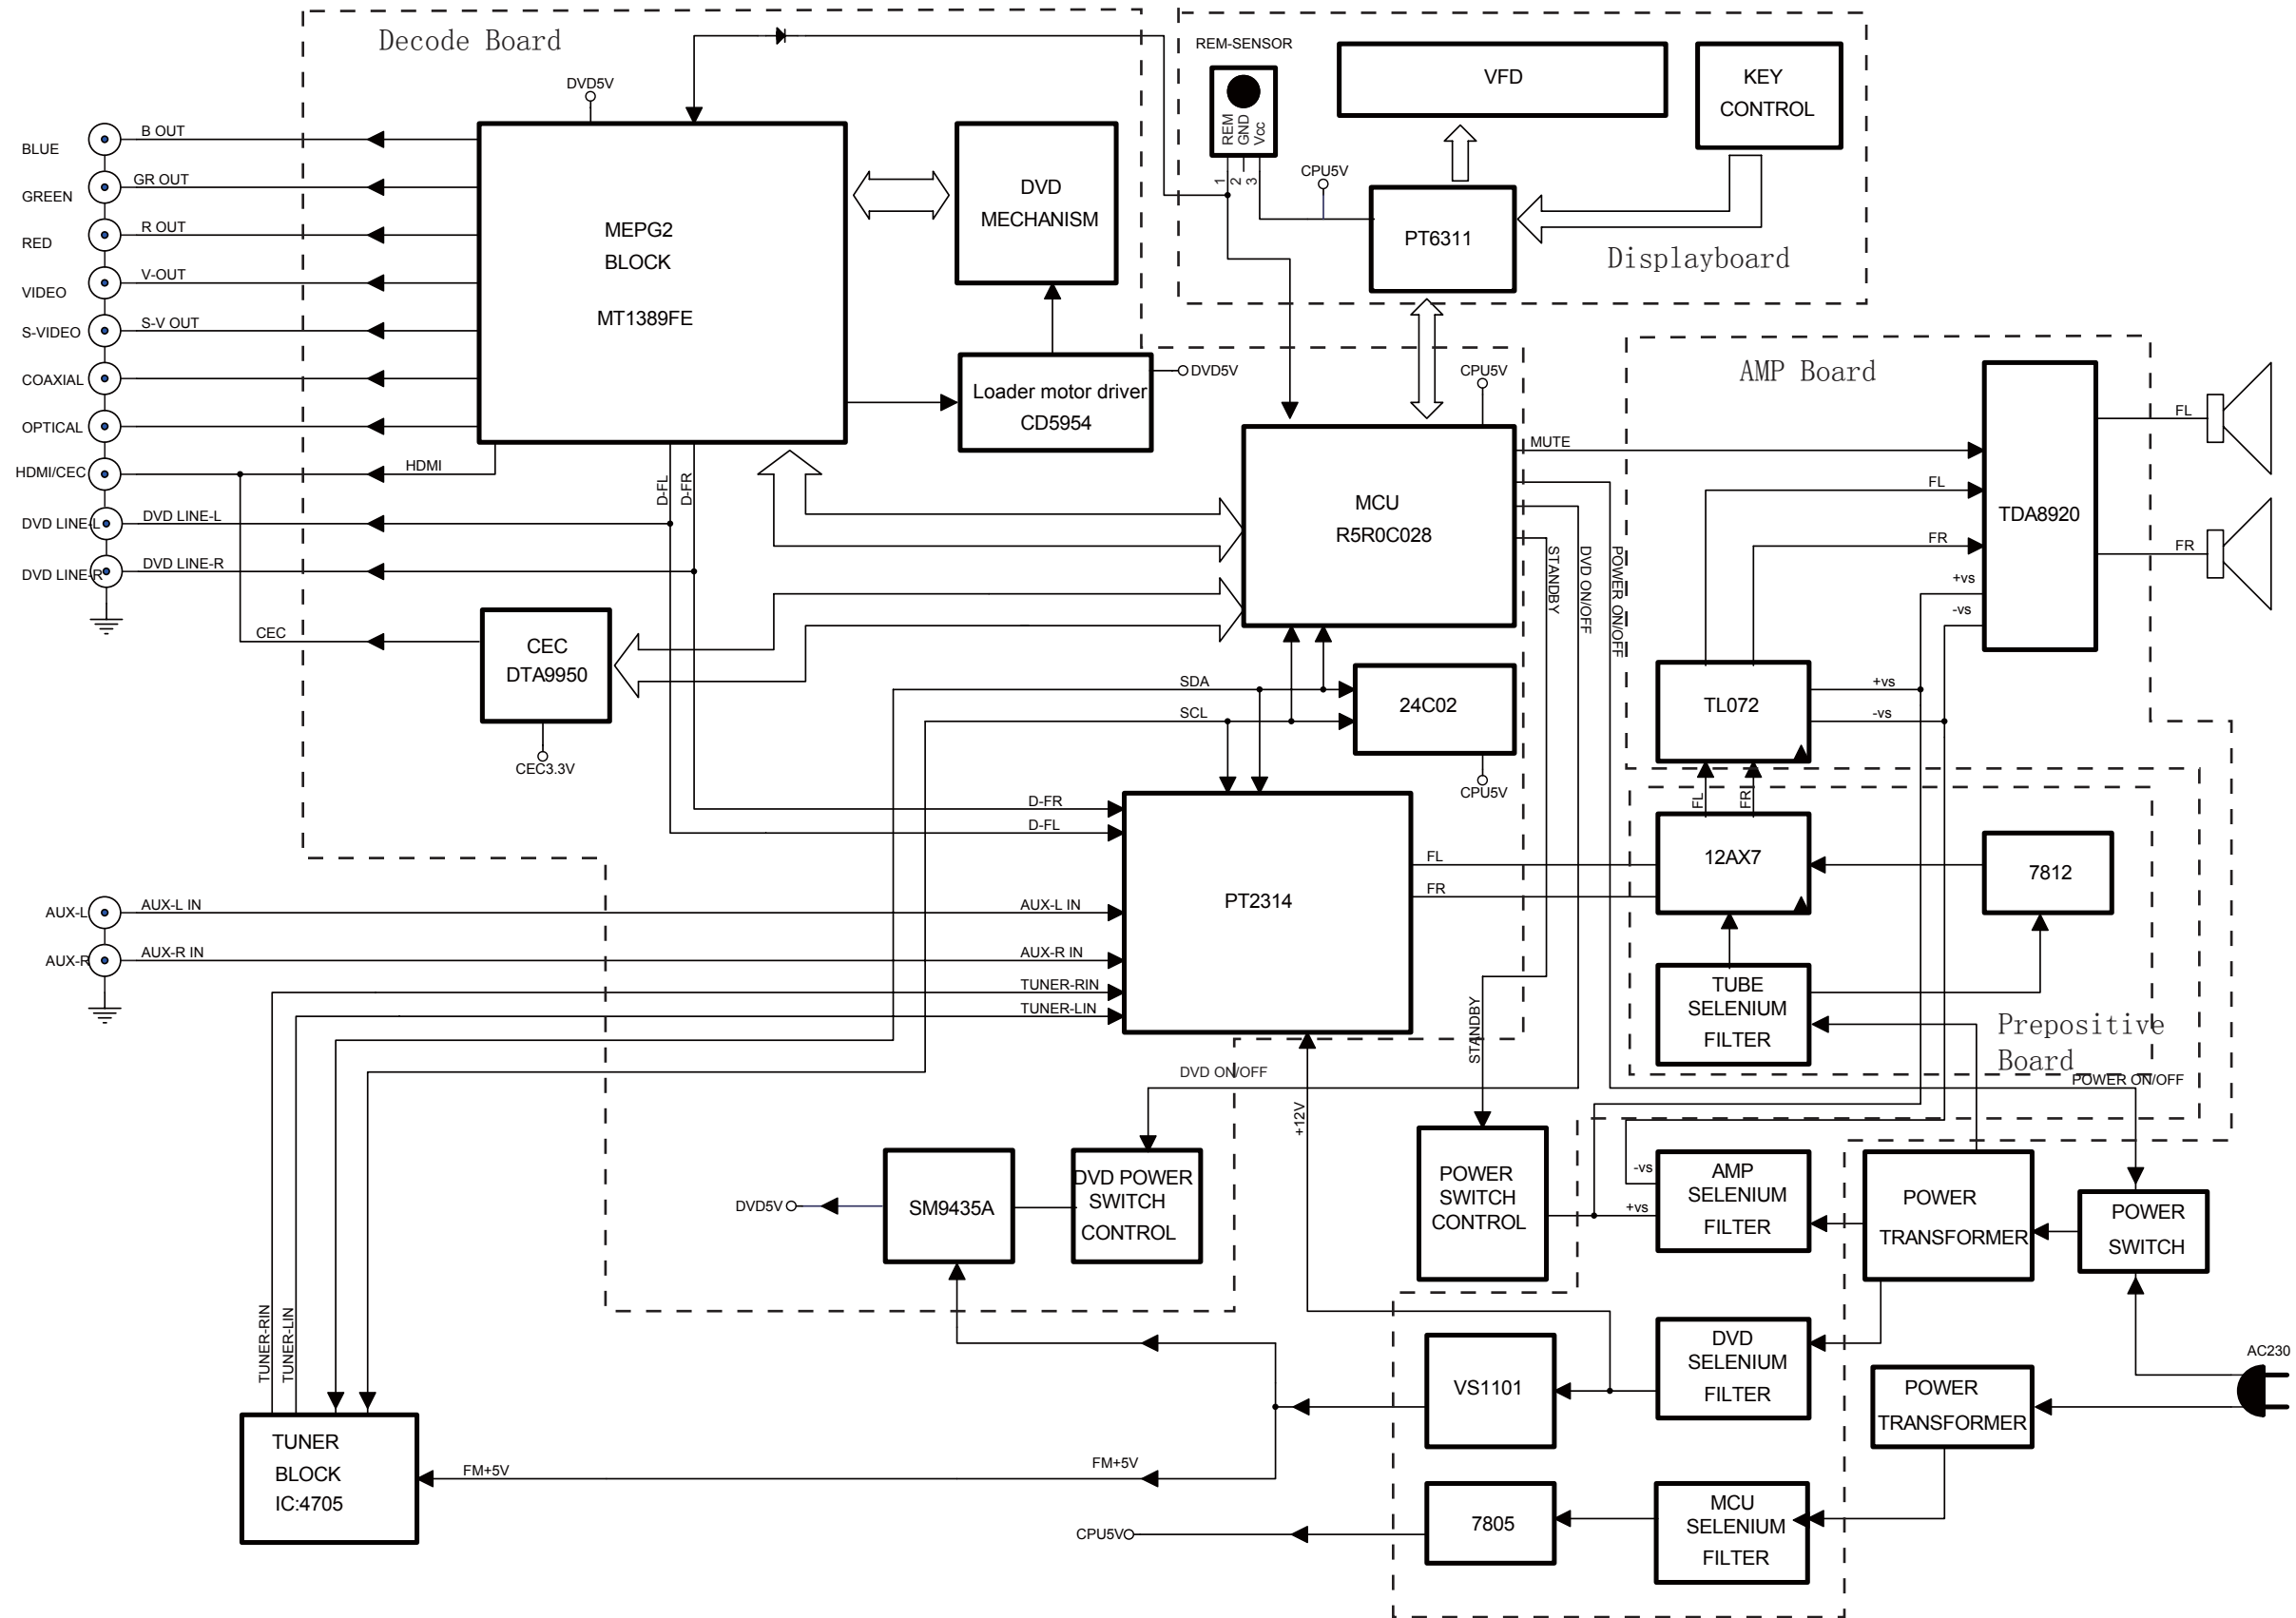 Decode Board
DVD5V
BLUE
B OUT
GREEN
GR OUT
RED
R OUT
VIDEO
V-OUT
S-VIDEO
S-V OUT
COAXIAL
OPTICAL
HDMI/CEC
HDMI
DVD LINE-L
DVD LINE-L
DVD LINE-R
DVD LINE-R
MEPG2
BLOCK
MT1389FE
DVD
MECHANISM
Loader motor driver
CD5954
DVD5V
D-FL
D-FR
CEC
CEC
DTA9950
CEC3.3V
REM-SENSOR
REM
GND
Vcc
1
2
3
CPU5V
VFD
KEY
CONTROL
PT6311
Displayboard
CPU5V
MCU
R5R0C028
MUTE
STANDBY
DVD ON/OFF
POWER ON/OFF
SDA
SCL
24C02
CPU5V
AMP Board
TDA8920
FL
FR
FL
FR
+vs
-vs
TL072
+vs
-vs
FL
FR
12AX7
7812
TUBE
SELENIUM
FILTER
Prepositive
Board
POWER ON/OFF
D-FR
D-FL
PT2314
FL
FR
AUX-L
AUX-L IN
AUX-L IN
AUX-R
AUX-R IN
AUX-R IN
TUNER-RIN
TUNER-LIN
STANDBY
DVD ON/OFF
+12V
DVD5V
SM9435A
DVD POWER
SWITCH
CONTROL
POWER
SWITCH
CONTROL
-vs
+vs
AMP
SELENIUM
FILTER
POWER
TRANSFORMER
POWER
SWITCH
TUNER-RIN
TUNER-LIN
VS1101
DVD
SELENIUM
FILTER
POWER
TRANSFORMER
AC230
TUNER
BLOCK
IC:4705
FM+5V
FM+5V
CPU5V
7805
MCU
SELENIUM
FILTER